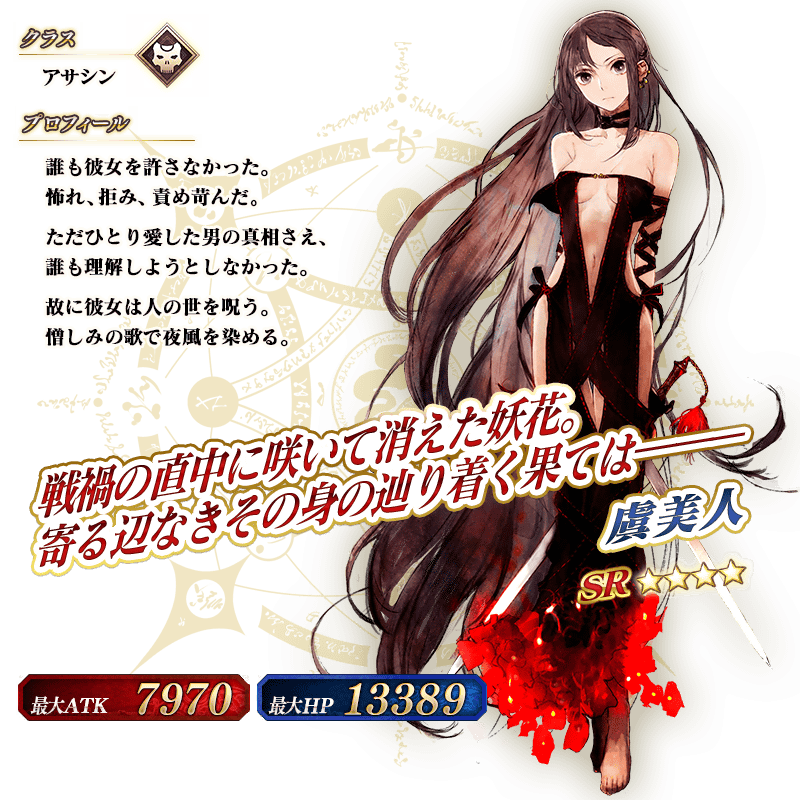 クラス
アサシン
プロフィール
誰も彼女を許さなかった。
怖れ、拒み、責め苛んだ。
ただひとり愛した男の真相さえ、
誰も理解しようとしなかった。
故に彼女は人の世を呪う。
憎しみの歌で夜風を染める。
戦禍の直中に咲いて消えた妖花。
寄る辺なきその身の辿り着く果ては──
虞美人
SR ☆☆☆☆
最大ATK 7970
最大HP 13389